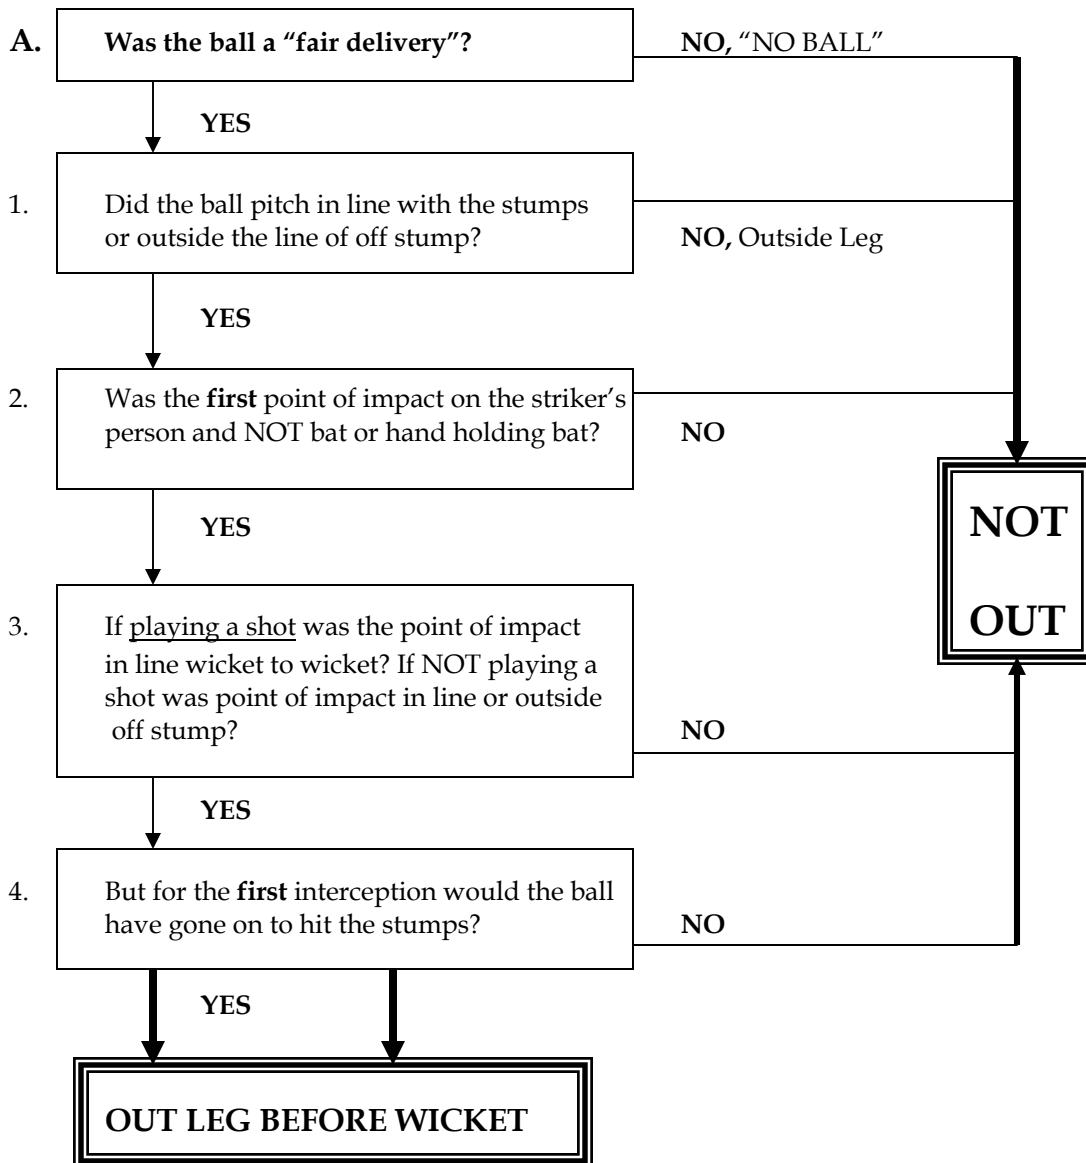 A. Was the ball a “fair delivery”? NO, “NO BALL”
YES
1. Did the ball pitch in line with the stumps
or outside the line of off stump?
NO, Outside Leg
YES
2. Was the first point of impact on the striker’s
person and NOT bat or hand holding bat?
NO
YES
NOT
OUT
3. If playing a shot was the point of impact
in line wicket to wicket? If NOT playing a
shot was point of impact in line or outside
off stump?
NO
YES
4. But for the first interception would the ball
have gone on to hit the stumps?
NO
YES
OUT LEG BEFORE WICKET